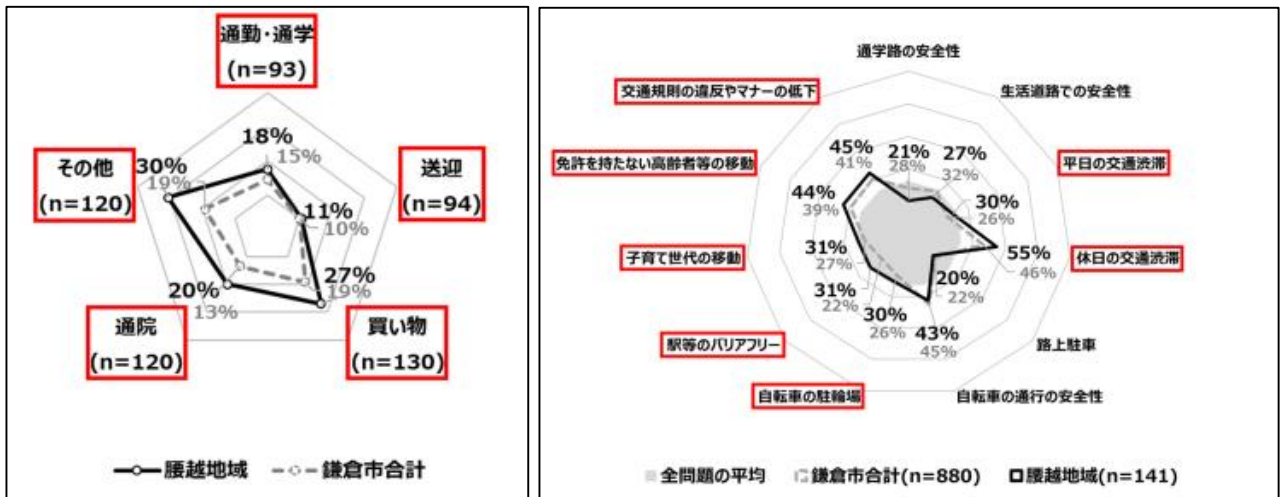 通勤・通学
(n=93)
18%
15%
その他
(n=120)
30%
19%
送迎
(n=94)
11%
10%
20%
13%
27%
19%
通院
(n=120)
買い物
(n=130)
腰越地域
鎌倉市合計
通学路の安全性
交通規則の違反やマナーの低下
生活道路での安全性
免許を持たない高齢者等の移動
平日の交通渋滞
45%
41%
21%
28%
27%
32%
44%
39%
30%
26%
子育て世代の移動
31%
27%
55%
46%
休日の交通渋滞
31%
22%
20%
22%
30%
26%
43%
45%
駅等のバリアフリー
路上駐車
自転車の駐輪場
自転車の通行の安全性
全問題の平均
鎌倉市合計(n=880)
腰越地域(n=141)